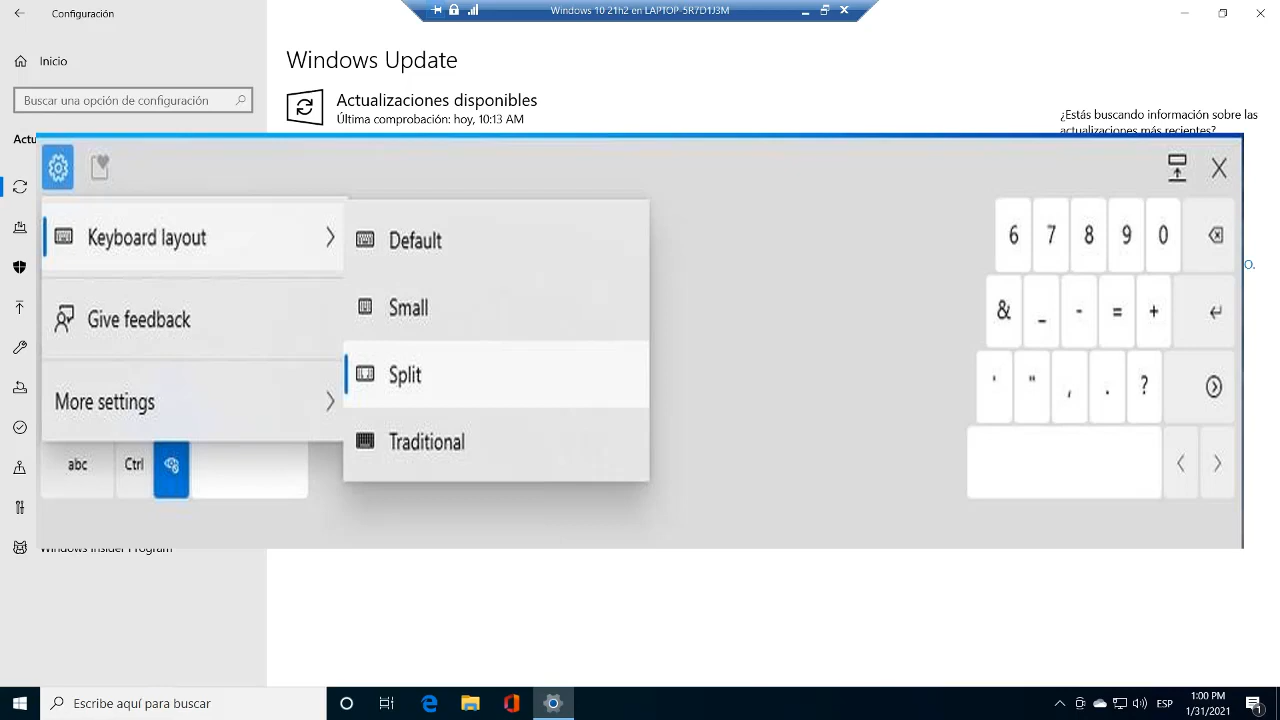 Configuración
Windows 10 21h2 en LAPTOP-5R7D1J3M
Inicio
Buscar una opción de configuración
Windows Update
Actualizaciones disponibles
Última comprobación: hoy, 10:13 AM
¿Estás buscando información sobre las
actualizaciones más recientes?
Actu
Keyboard layout
Default
6 7 8 9 0
o.
Small
Give feedback
& _ - = +
Split
' " , . ?
More settings
Traditional
abc Ctrl
Windows Insider Program
Escribe aquí para buscar
ESP
1:00 PM
1/31/2021
1